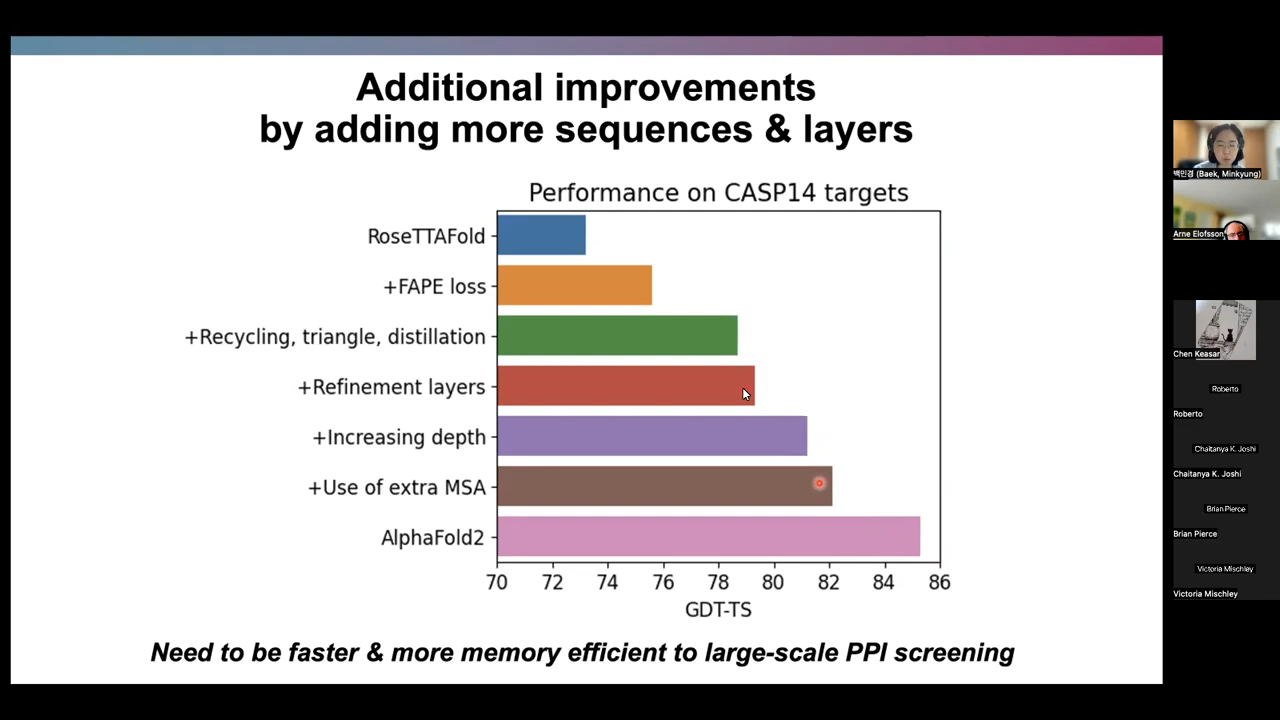 Additional improvements
by adding more sequences & layers
Performance on CASP14 targets
RoseTTAFold
+FAPE loss
+Recycling, triangle, distillation
+Refinement layers
+Increasing depth
+Use of extra MSA
AlphaFold2
70 72 74 76 78 80 82 84 86
GDT-TS
Need to be faster & more memory efficient to large-scale PPI screening
백민경 (Baek, Minkyung)
Arne Elofsson
Chen Keasar
Roberto
Roberto
Chaitanya K. Joshi
Chaitanya K. Joshi
Brian Pierce
Brian Pierce
Victoria Mischley
Victoria Mischley